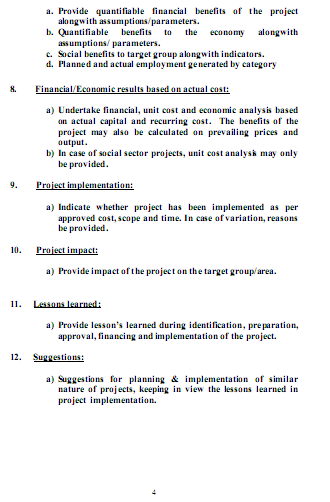 a. Provide quantifiable financial benefits of the project
alongwith assumptions/parameters.
b. Quantifiable benefits to the economy alongwith
assumptions/ parameters.
c. Social benefits to target group alongwith indicators.
d. Planned and actual employment generated by category
8. Financial/Economic results based on actual cost:
a) Undertake financial, unit cost and economic analysis based
on actual capital and recurring cost. The benefits of the
project may also be calculated on prevailing prices and
output.
b) In case of social sector projects, unit cost analysis may only
be provided.
9. Project implementation:
a) Indicate whether project has been implemented as per
approved cost, scope and time. In case of variation, reasons
be provided.
10. Project impact:
a) Provide impact of the project on the target group/area.
11. Lessons learned:
a) Provide lesson's learned during identification, preparation,
approval, financing and implementation of the project.
12. Suggestions:
a) Suggestions for planning & implementation of similar
nature of projects, keeping in view the lessons learned in
project implementation.
4